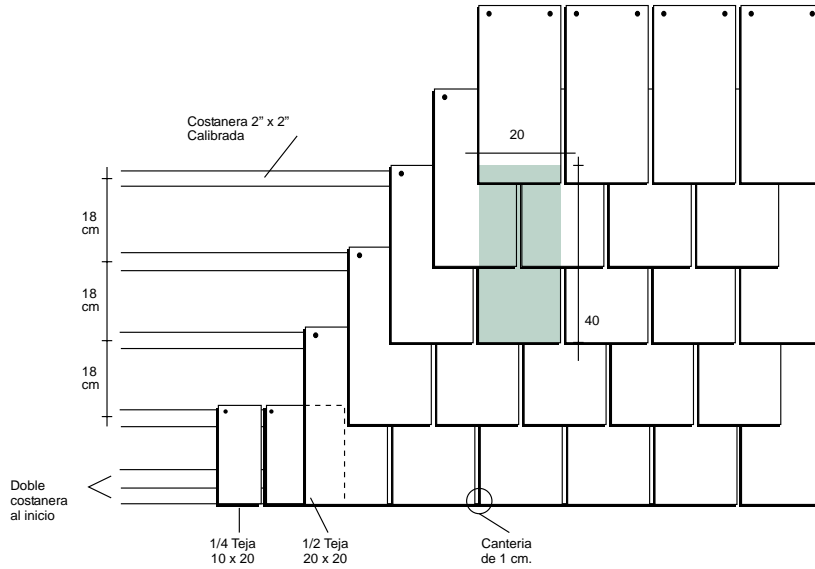 Costanera 2” x 2”
Calibrada
20
18
cm
18
cm
40
18
cm
Doble
costanera
al inicio
1/4 Teja
10 x 20
1/2 Teja
20 x 20
Canteria
de 1 cm.